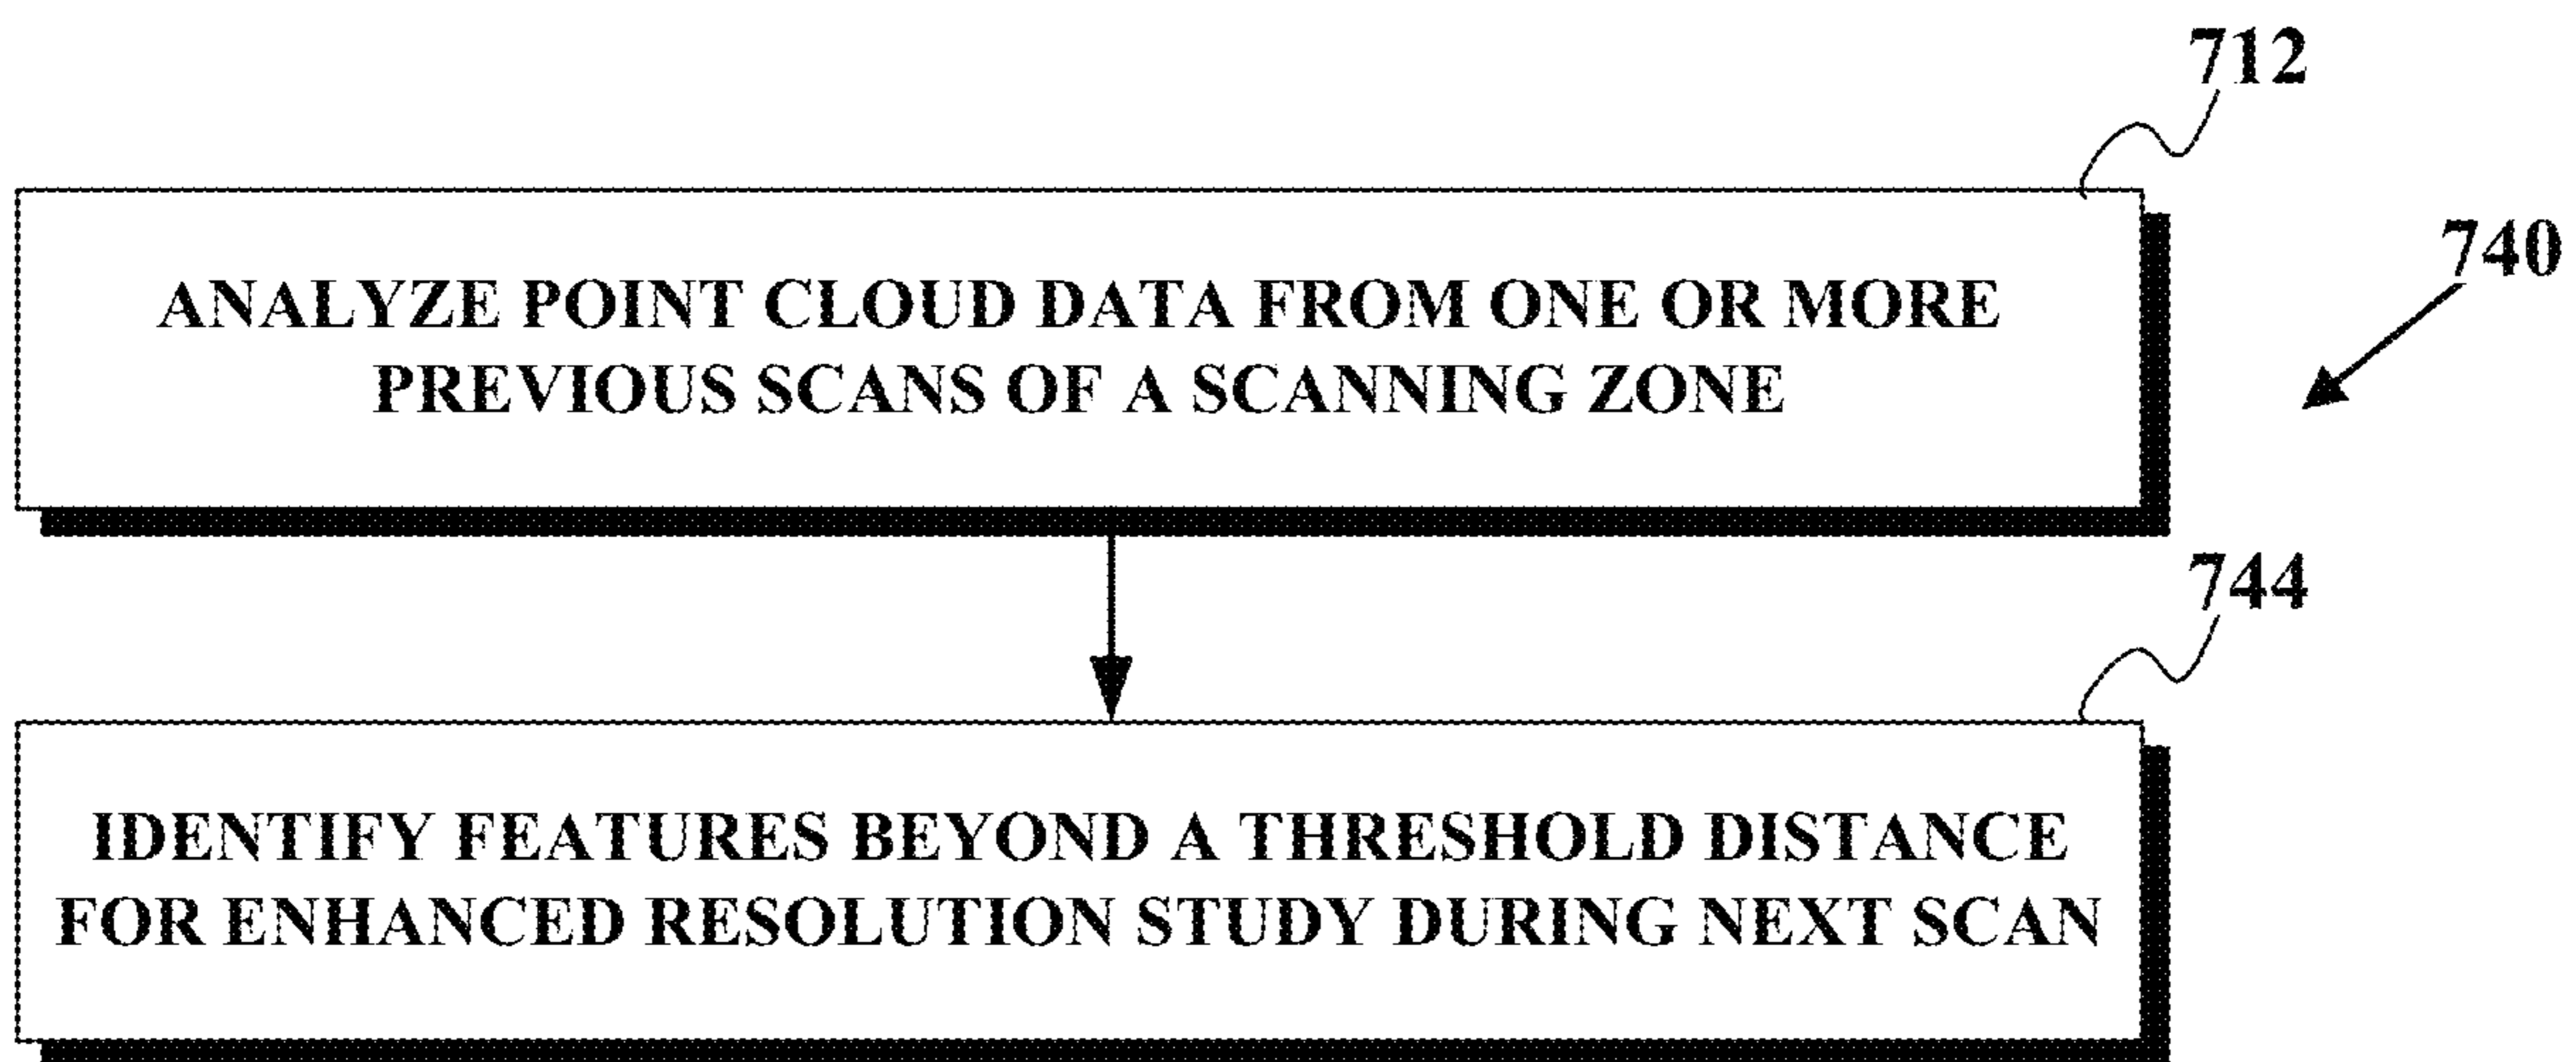 712
740
ANALYZE POINT CLOUD DATA FROM ONE OR MORE
PREVIOUS SCANS OF A SCANNING ZONE
744
IDENTIFY FEATURES BEYOND A THRESHOLD DISTANCE
FOR ENHANCED RESOLUTION STUDY DURING NEXT SCAN